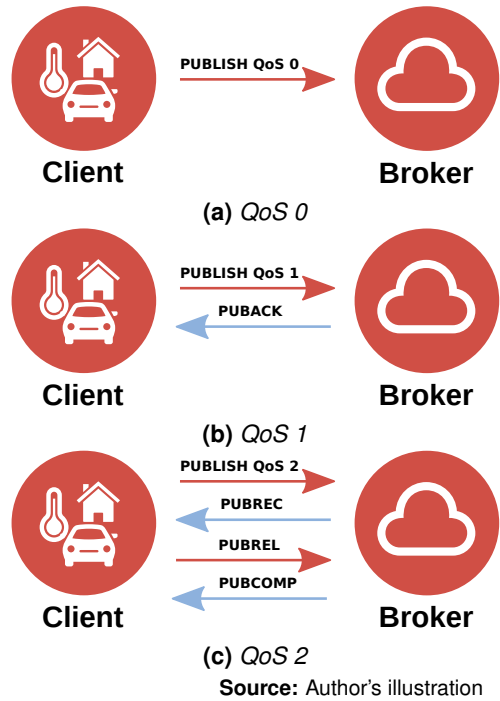 PUBLISH QoS 0
Client
Broker
(a) QoS 0
PUBLISH QoS 1
PUBACK
Client
Broker
(b) QoS 1
PUBLISH QoS 2
PUBREC
PUBREL
PUBCOMP
Client
Broker
(c) QoS 2
Source: Author's illustration